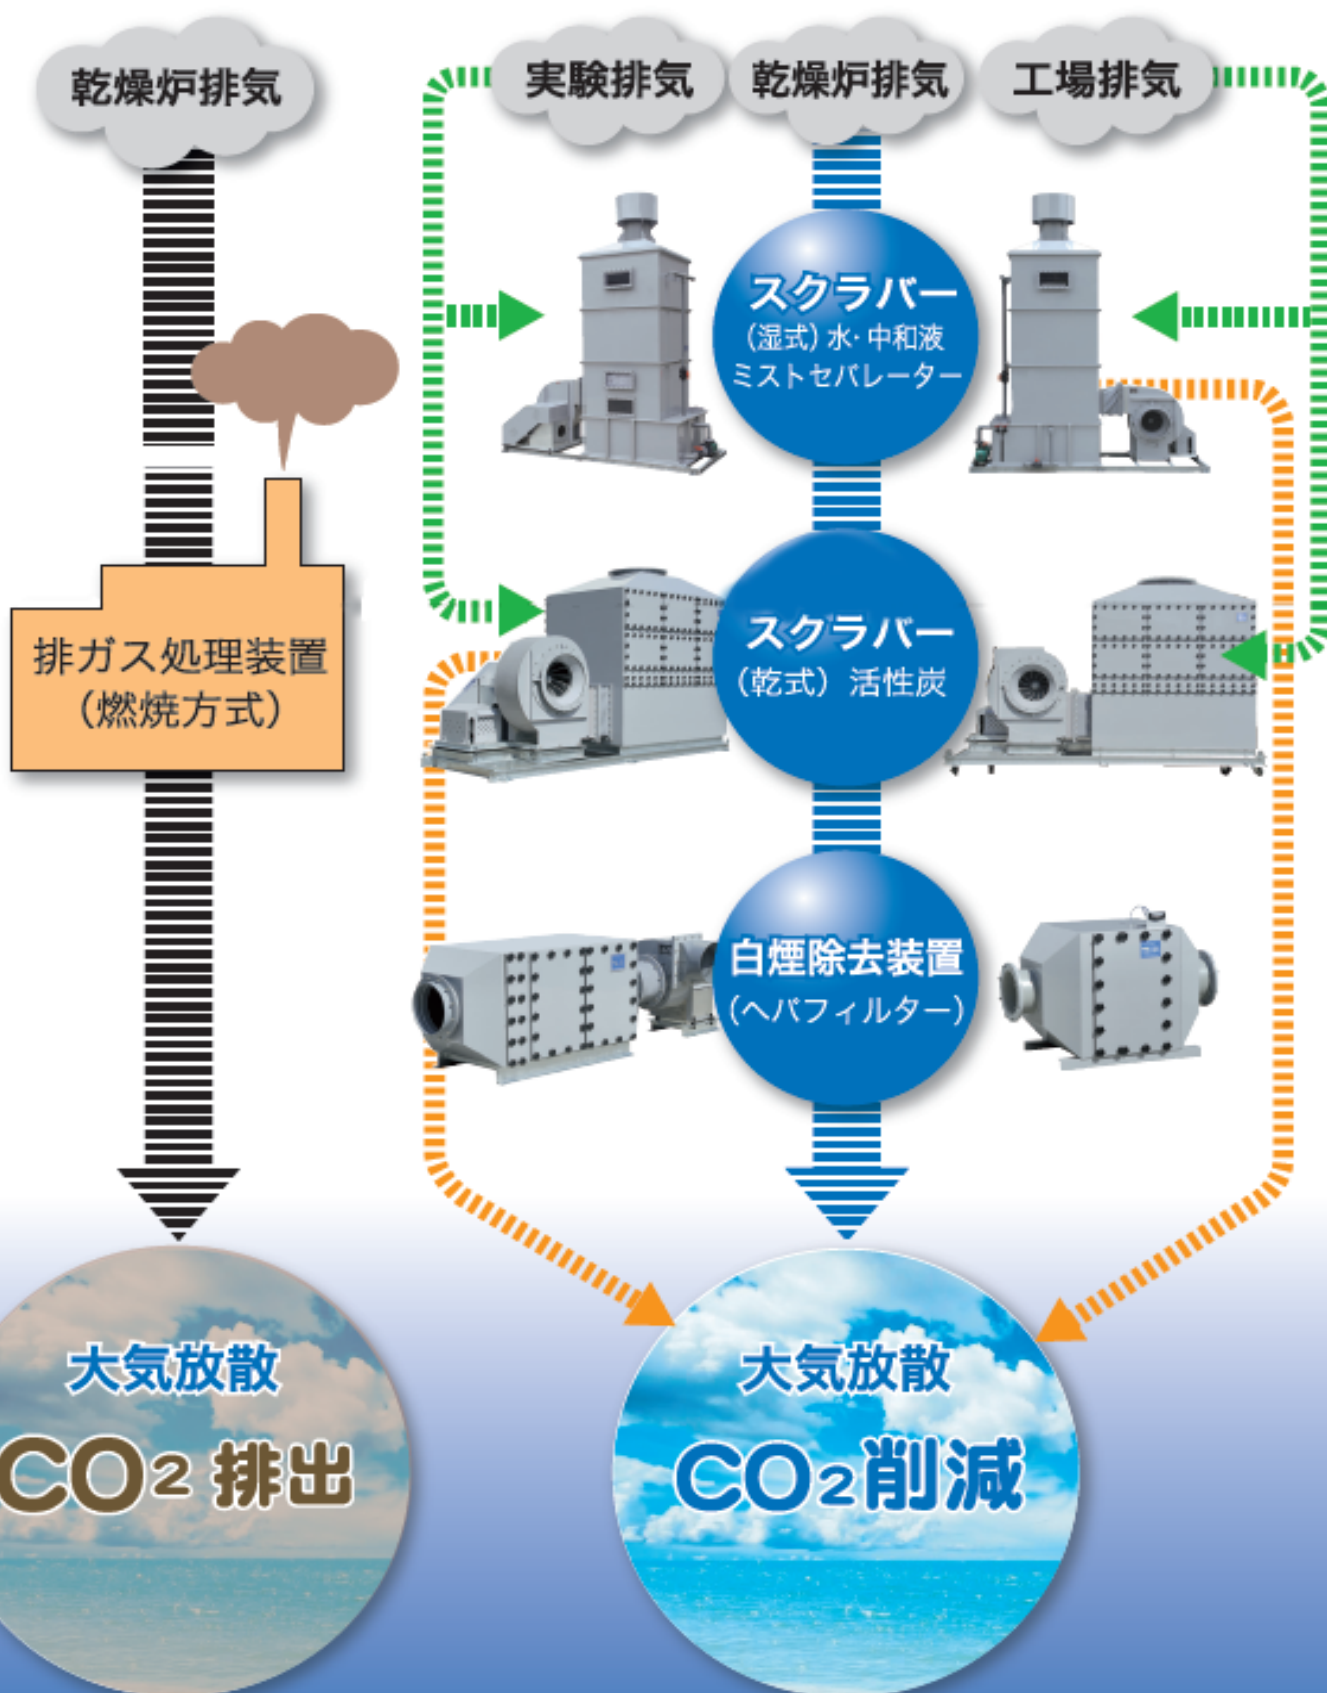 乾燥炉排気
排ガス処理装置
(燃焼方式)
大気放散
CO2 排出
実験排気
乾燥炉排気
工場排気
スクラバー
(湿式)水・中和液
ミストセパレーター
スクラバー
(乾式)活性炭
白煙除去装置
(ヘパフィルター)
大気放散
CO2削減